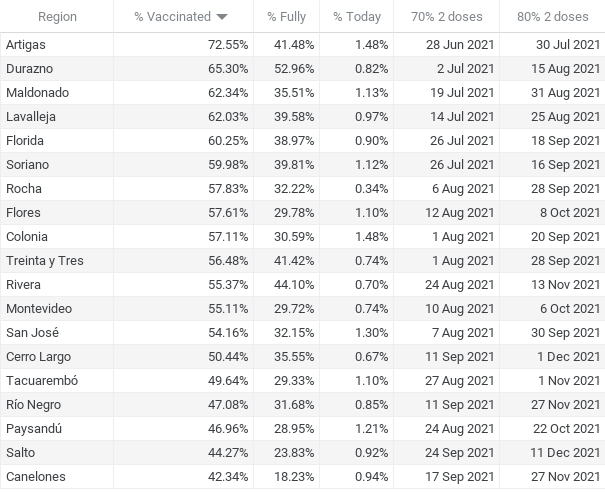 Region % Vaccinated % Fully % Today 70% 2 doses 80% 2 doses
Artigas 72.55% 41.48% 1.48% 28 Jun 2021 30 Jul 2021
Durazno 65.30% 52.96% 0.82% 2 Jul 2021 15 Aug 2021
Maldonado 62.34% 35.51% 1.13% 19 Jul 2021 31 Aug 2021
Lavalleja 62.03% 39.58% 0.97% 14 Jul 2021 25 Aug 2021
Florida 60.25% 38.97% 0.90% 26 Jul 2021 18 Sep 2021
Soriano 59.98% 39.81% 1.12% 26 Jul 2021 16 Sep 2021
Rocha 57.83% 32.22% 0.34% 6 Aug 2021 28 Sep 2021
Flores 57.61% 29.78% 1.10% 12 Aug 2021 8 Oct 2021
Colonia 57.11% 30.59% 1.48% 1 Aug 2021 20 Sep 2021
Treinta y Tres 56.48% 41.42% 0.74% 1 Aug 2021 28 Sep 2021
Rivera 55.37% 44.10% 0.70% 24 Aug 2021 13 Nov 2021
Montevideo 55.11% 29.72% 0.74% 10 Aug 2021 6 Oct 2021
San José 54.16% 32.15% 1.30% 7 Aug 2021 30 Sep 2021
Cerro Largo 50.44% 35.55% 0.67% 11 Sep 2021 1 Dec 2021
Tacuarembó 49.64% 29.33% 1.10% 27 Aug 2021 1 Nov 2021
Río Negro 47.08% 31.68% 0.85% 11 Sep 2021 27 Nov 2021
Paysandú 46.96% 28.95% 1.21% 24 Aug 2021 22 Oct 2021
Salto 44.27% 23.83% 0.92% 24 Sep 2021 11 Dec 2021
Canelones 42.34% 18.23% 0.94% 17 Sep 2021 27 Nov 2021